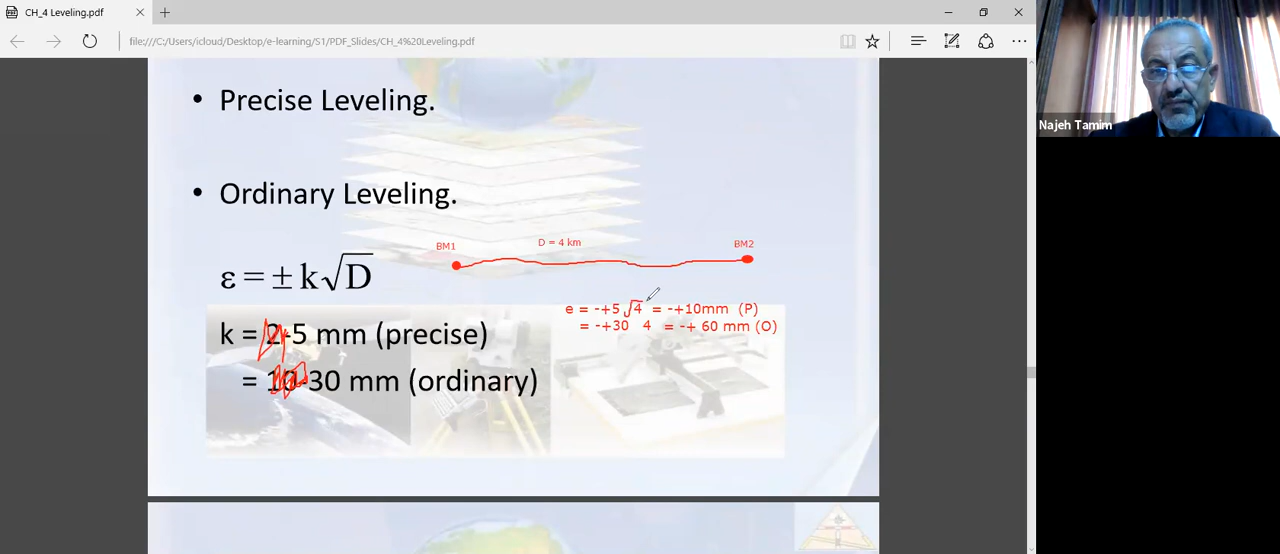 CH_4 Leveling.pdf
file:///C:/Users/icloud/Desktop/e-learning/S1/PDF_Slides/CH_4%20Leveling.pdf
Najeh Tamim
• Precise Leveling.
• Ordinary Leveling.
BM1
D = 4 km
BM2
ε = ± k√D
e = -+5 √4 = -+10mm (P)
= -+30 4 = -+ 60 mm (O)
k = 2-5 mm (precise)
= 10-30 mm (ordinary)